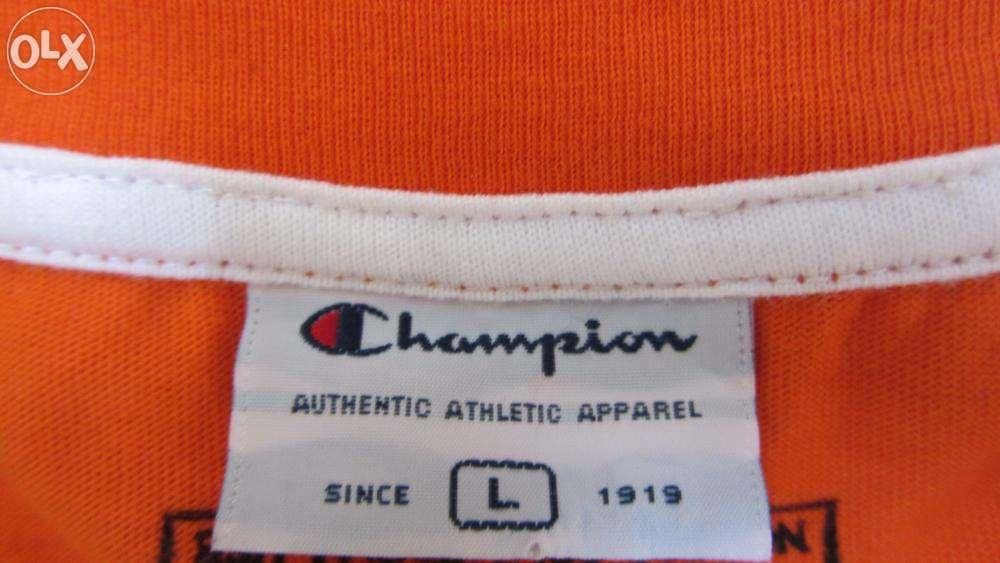 OLX
Champion
AUTHENTIC ATHLETIC APPAREL
SINCE L 1919